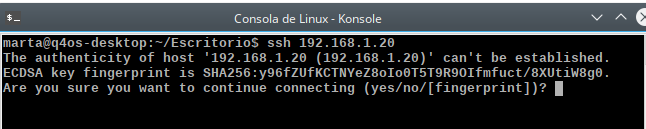 Consola de Linux - Konsole
marta@q4os-desktop:~/Escritorio$ ssh 192.168.1.20
The authenticity of host '192.168.1.20 (192.168.1.20)' can't be established.
ECDSA key fingerprint is SHA256:y96fZUfKCTNYeZ8oIo0T5T9R9OIfmfuct/8XUtiW8g0.
Are you sure you want to continue connecting (yes/no/[fingerprint])?